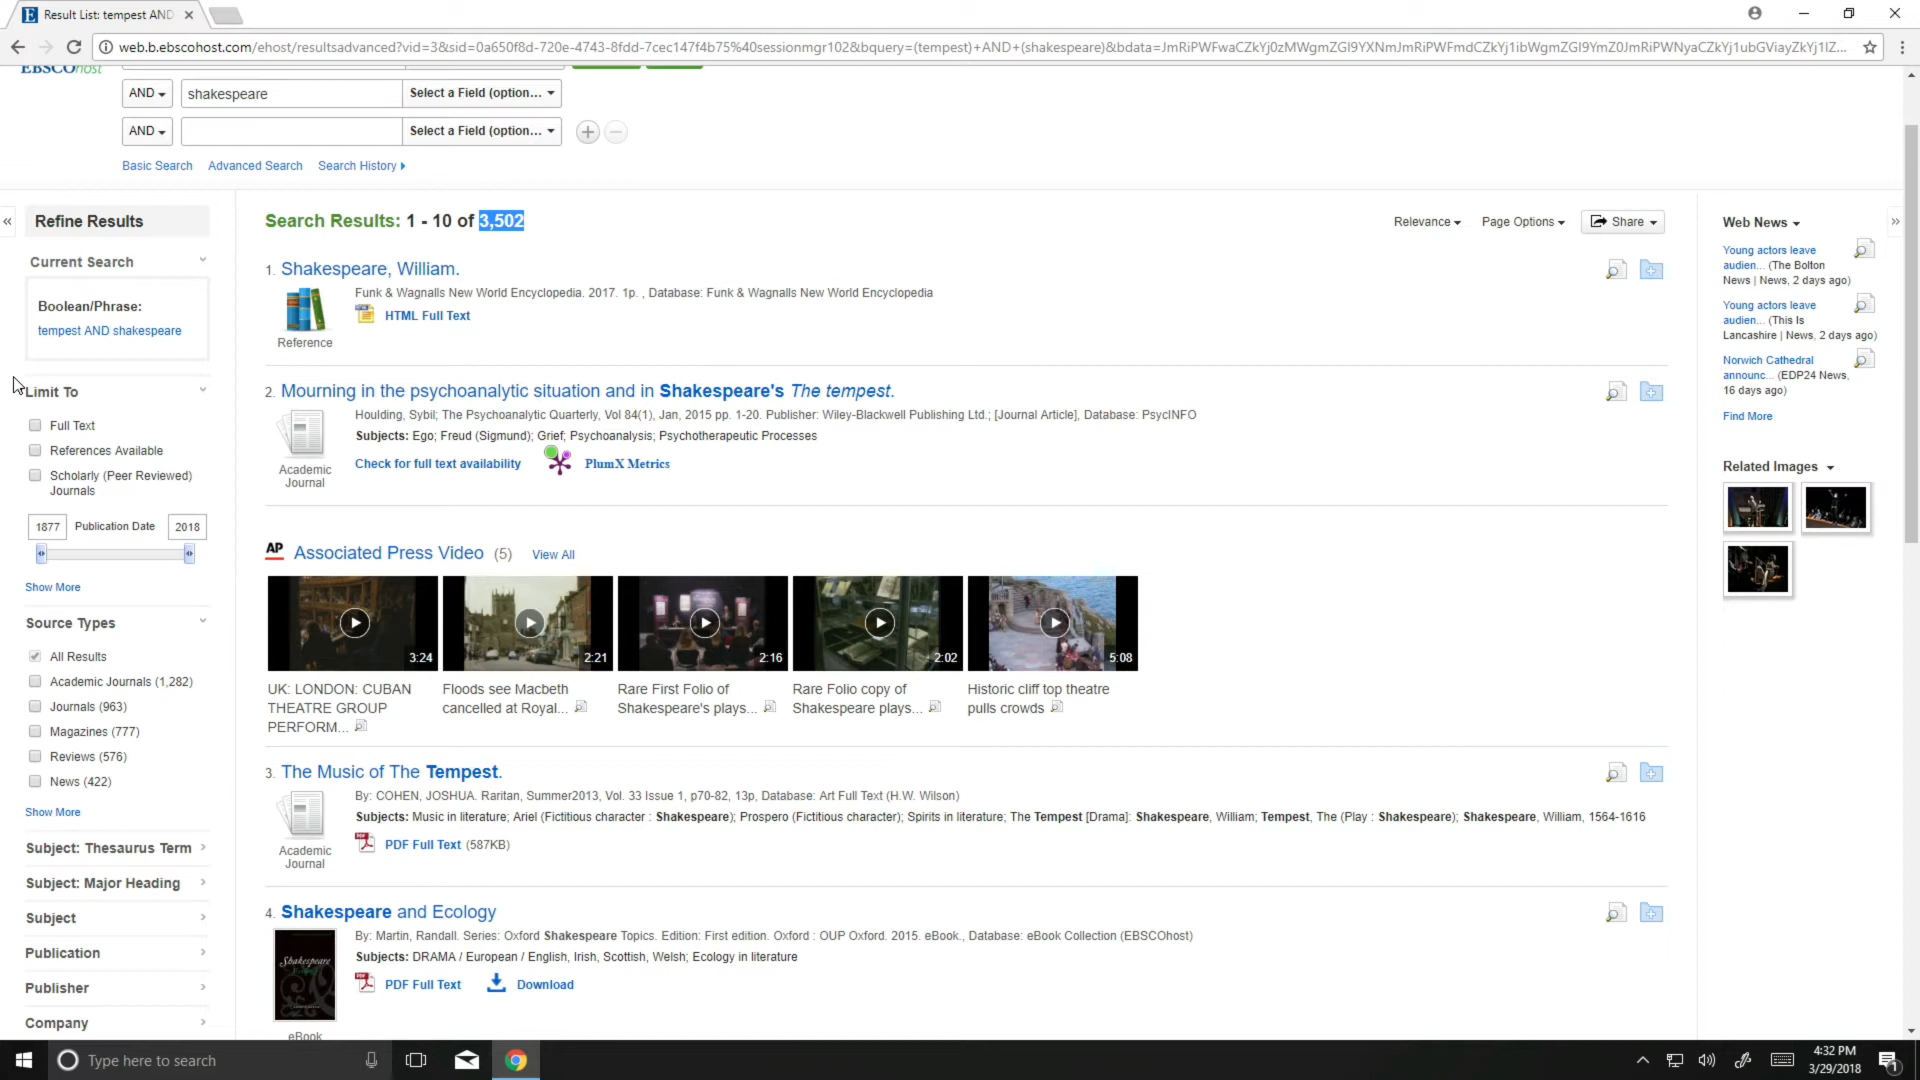 Result List: tempest AND
web.b.ebscohost.com/ehost/resultsadvanced?vid=3&sid=0a650f8d-720e-4743-8fdd-7cec147f4b75%40sessionmgr102&bquery=(tempest)+AND+(shakespeare)&bdata=JmRiPWFwaCZkYj0zMWgmZGI9YXNmJmRiPWFmdCZkYj1ibWgmZGI9YmZ0JmRiPWNyaCZkYj1ubGViayZkYj1lZ...
EBSCOhost
AND shakespeare Select a Field (option...
AND Select a Field (option...
Basic Search Advanced Search Search History
Refine Results
Current Search
Boolean/Phrase:
tempest AND shakespeare
Limit To
Full Text
References Available
Scholarly (Peer Reviewed)
Journals
1877 Publication Date 2018
Show More
Source Types
All Results
Academic Journals (1,282)
Journals (963)
Magazines (777)
Reviews (576)
News (422)
Show More
Subject: Thesaurus Term
Subject: Major Heading
Subject
Publication
Publisher
Company
Search Results: 1 - 10 of 3,502
Relevance Page Options Share
1. Shakespeare, William.
Funk & Wagnalls New World Encyclopedia. 2017. 1p. , Database: Funk & Wagnalls New World Encyclopedia
HTML Full Text
Reference
2. Mourning in the psychoanalytic situation and in Shakespeare's The tempest.
Houlding, Sybil; The Psychoanalytic Quarterly, Vol 84(1), Jan, 2015 pp. 1-20. Publisher: Wiley-Blackwell Publishing Ltd.; [Journal Article], Database: PsycINFO
Subjects: Ego; Freud (Sigmund); Grief; Psychoanalysis; Psychotherapeutic Processes
Check for full text availability PlumX Metrics
Academic
Journal
AP Associated Press Video (5) View All
3:24 2:21 2:16 2:02 5:08
UK: LONDON: CUBAN
THEATRE GROUP
PERFORM...
Floods see Macbeth
cancelled at Royal...
Rare First Folio of
Shakespeare's plays...
Rare Folio copy of
Shakespeare plays...
Historic cliff top theatre
pulls crowds
3. The Music of The Tempest.
By: COHEN, JOSHUA. Raritan, Summer2013, Vol. 33 Issue 1, p70-82, 13p, Database: Art Full Text (H.W. Wilson)
Subjects: Music in literature; Ariel (Fictitious character : Shakespeare); Prospero (Fictitious character); Spirits in literature; The Tempest [Drama]: Shakespeare, William; Tempest, The (Play : Shakespeare); Shakespeare, William, 1564-1616
PDF Full Text (587KB)
Academic
Journal
4. Shakespeare and Ecology
By: Martin, Randall. Series: Oxford Shakespeare Topics. Edition: First edition. Oxford : OUP Oxford. 2015. eBook., Database: eBook Collection (EBSCOhost)
Subjects: DRAMA / European / English, Irish, Scottish, Welsh; Ecology in literature
PDF Full Text Download
Shakespeare
eBook
Web News
Young actors leave
audien... (The Bolton
News | News, 2 days ago)
Young actors leave
audien... (This Is
Lancashire | News, 2 days ago)
Norwich Cathedral
announc... (EDP24 News,
16 days ago)
Find More
Related Images
Type here to search
4:32 PM
3/29/2018
1